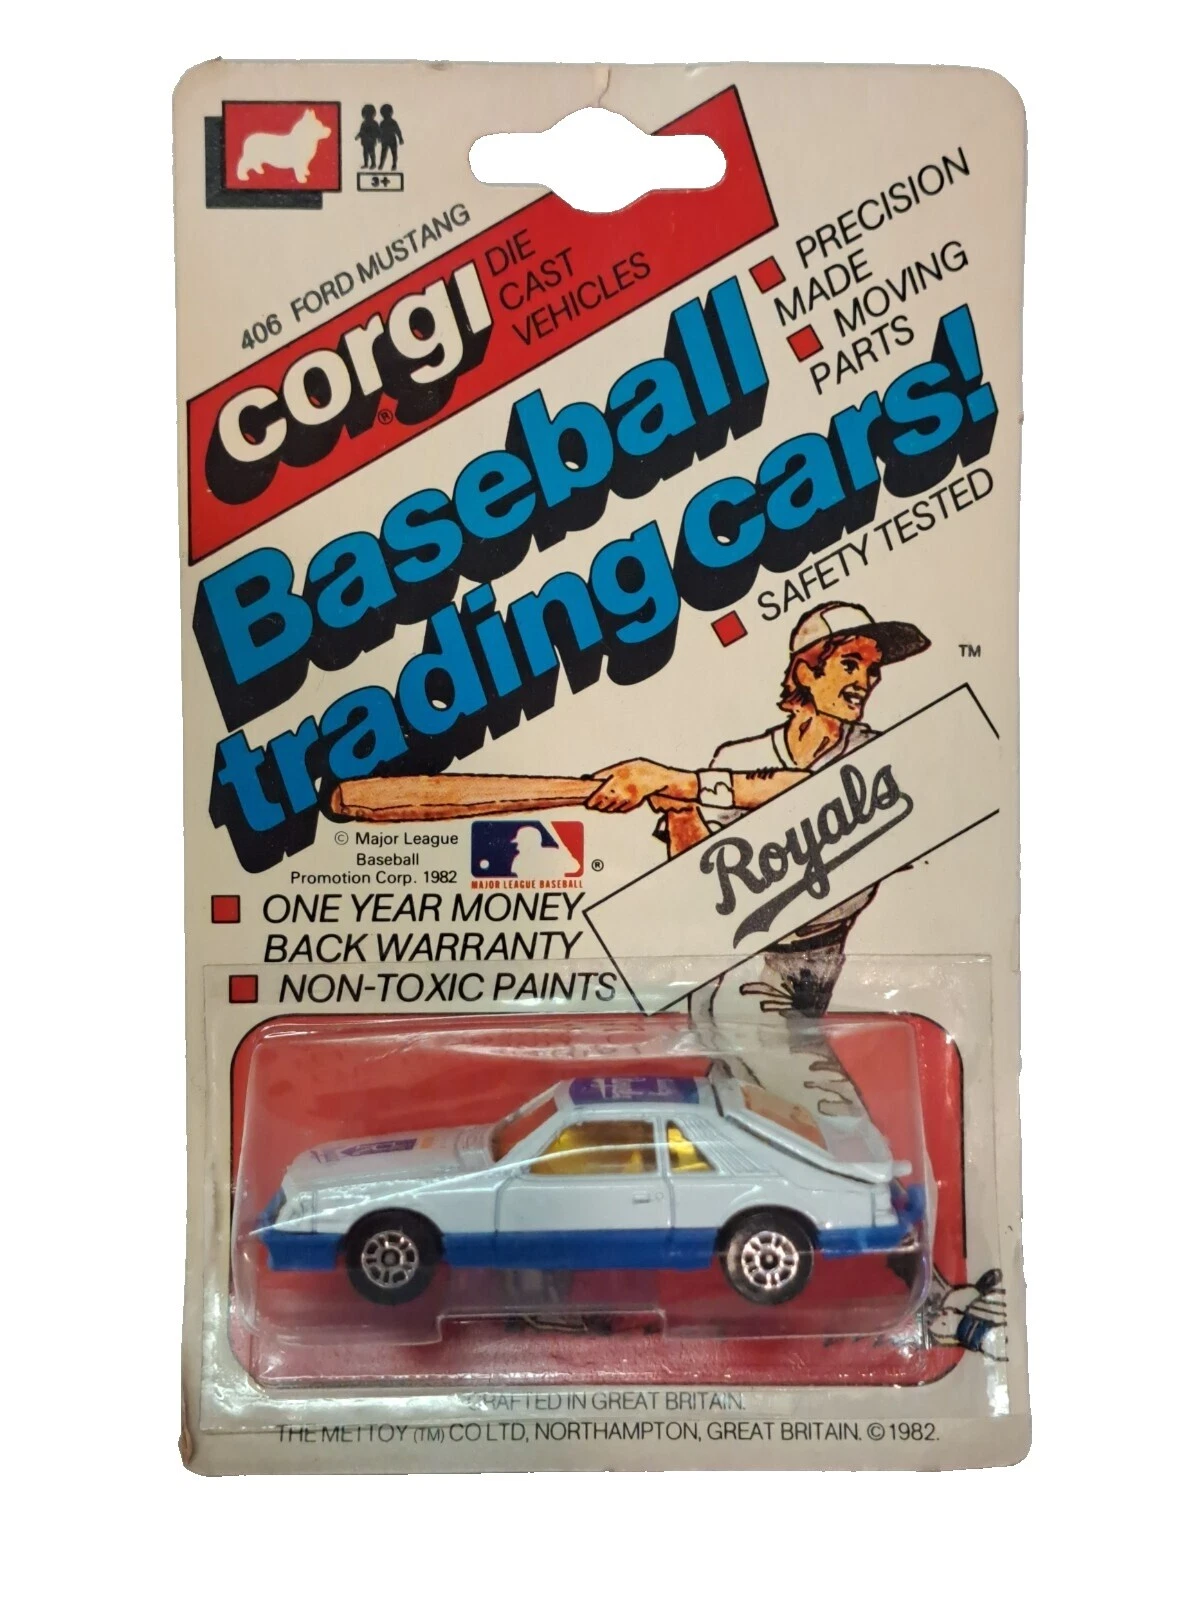 3+
406 FORD MUSTANG
corgi®
DIE
CAST
VEHICLES
PRECISION
MADE
MOVING
PARTS
Baseball
trading cars!
SAFETY TESTED
TM
Royals
© Major League
Baseball
Promotion Corp. 1982
MAJOR LEAGUE BASEBALL
®
ONE YEAR MONEY
BACK WARRANTY
NON-TOXIC PAINTS
CRAFTED IN GREAT BRITAIN.
THE METTOY (TM) CO LTD, NORTHAMPTON, GREAT BRITAIN. © 1982.